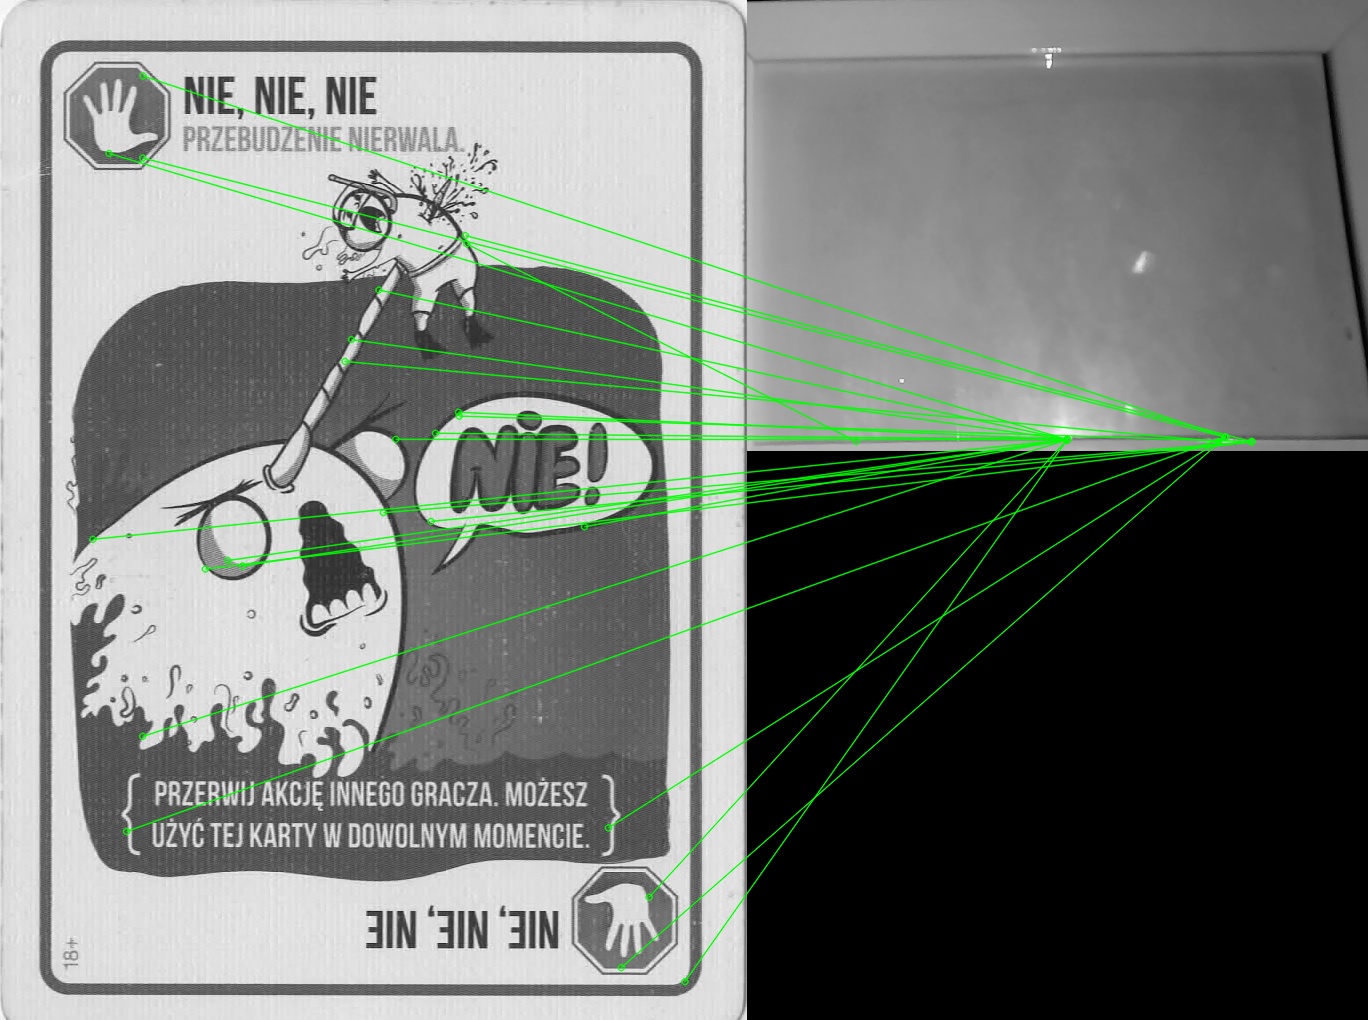 NIE, NIE, NIE
PRZEBUDZENIE NIERWALA.
NIE!
PRZERWIJ AKCJĘ INNEGO GRACZA. MOŻESZ
UŻYĆ TEJ KARTY W DOWOLNYM MOMENCIE.
NIE, NIE, NIE
18+